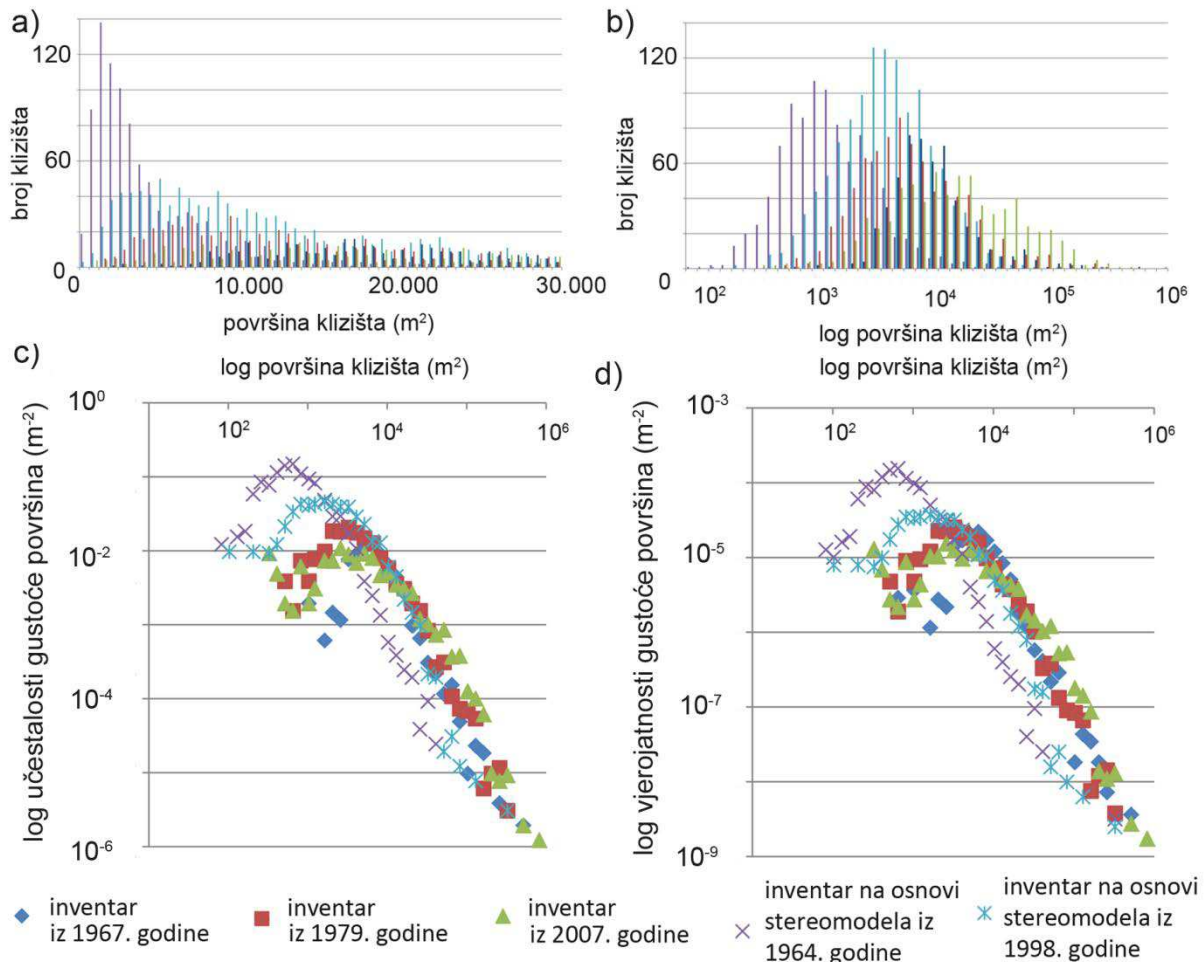 a)
120
60
0
broj klizišta
10.000
20.000
30.000
površina klizišta (m²)
b)
120
60
0
broj klizišta
10²
10³
10⁴
10⁵
10⁶
log površina klizišta (m²)
c)
log površina klizišta (m²)
10⁰
10⁻²
10⁻⁴
10⁻⁶
10²
10⁴
10⁶
log učestalosti gustoće površina (m⁻²)
d)
log površina klizišta (m²)
10⁻³
10⁻⁵
10⁻⁷
10⁻⁹
10²
10⁴
10⁶
log vjerojatnosti gustoće površina (m⁻²)
inventar
iz 1967. godine
inventar
iz 1979. godine
inventar
iz 2007. godine
inventar na osnovi
stereomodela iz
1964. godine
inventar na osnovi
stereomodela iz
1998. godine